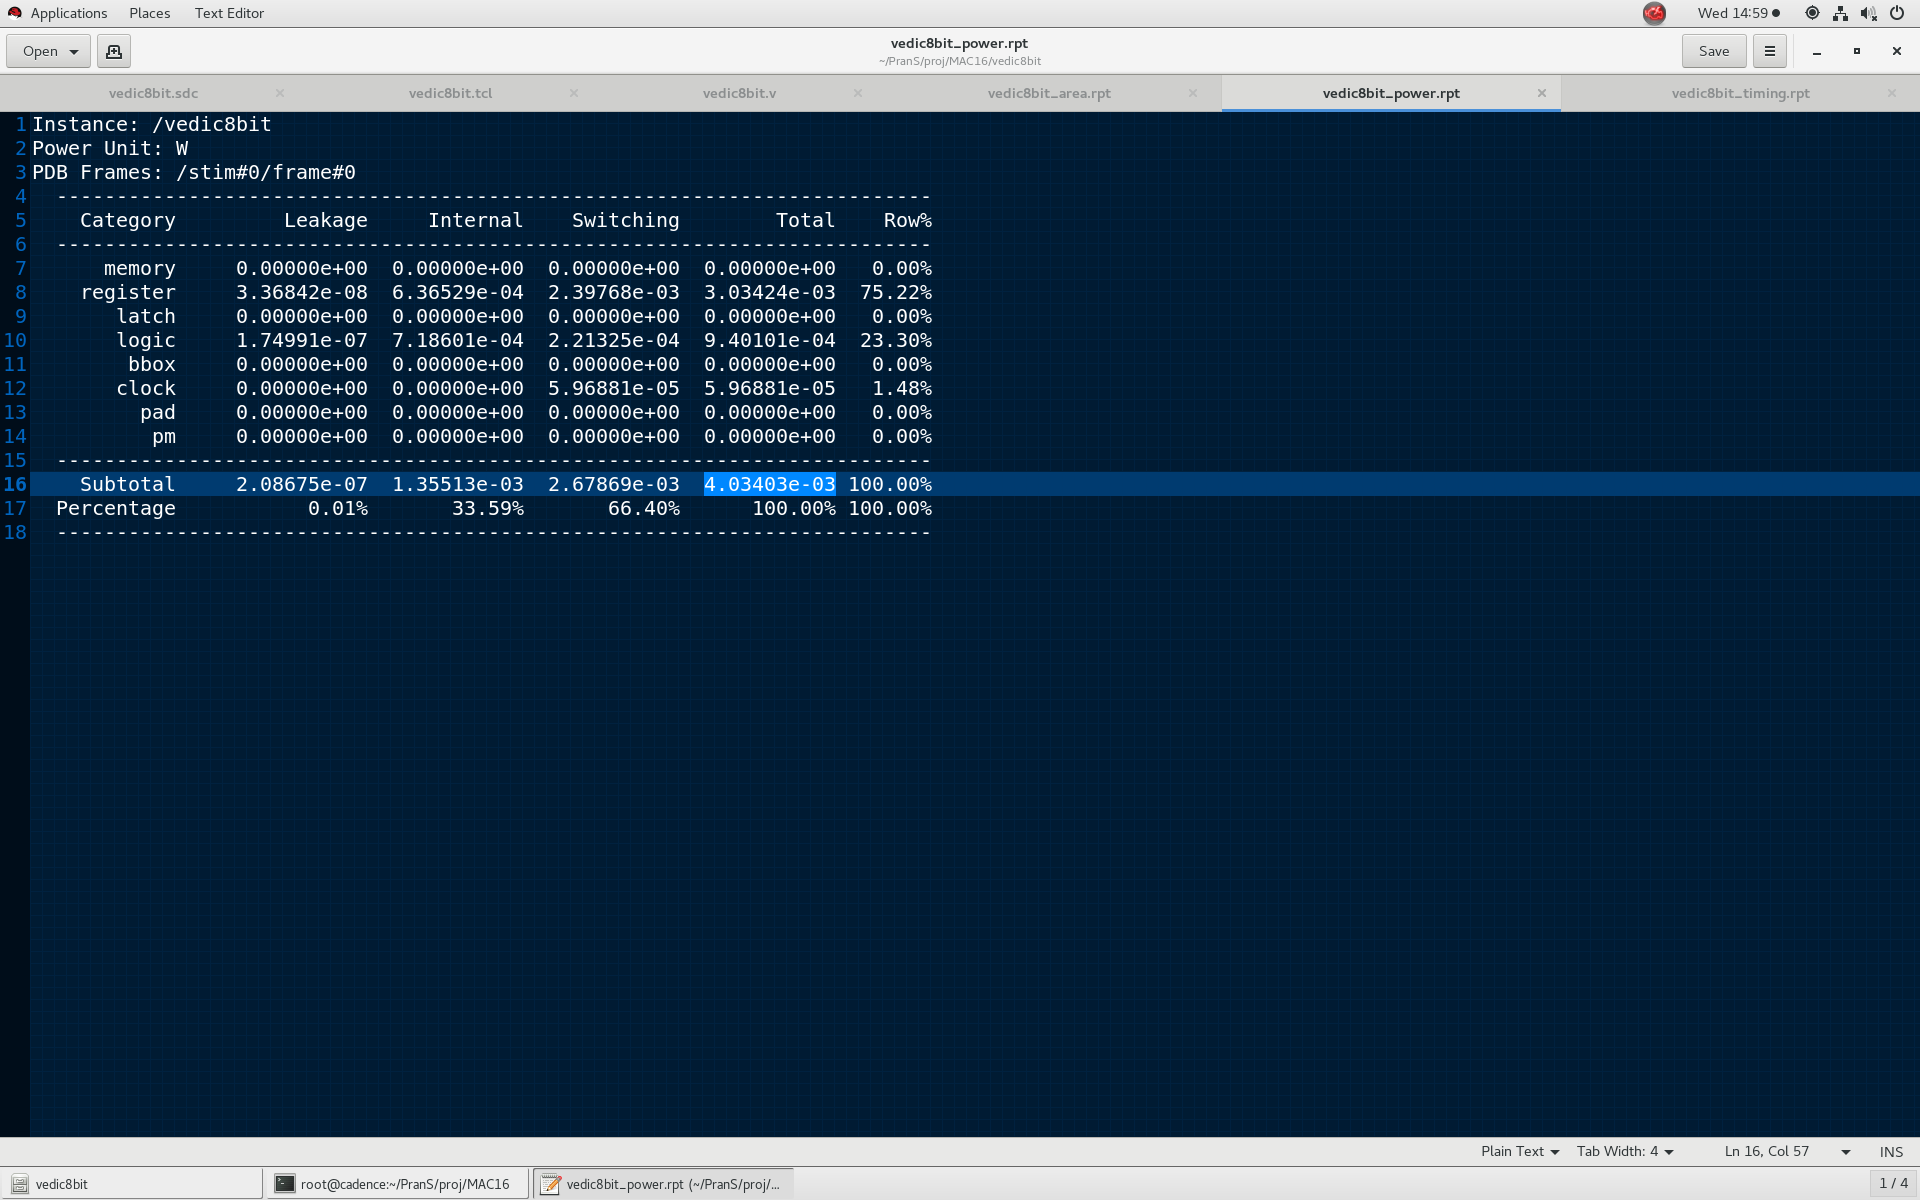 Applications Places Text Editor Wed 14:59
Open vedic8bit_power.rpt Save
~/PranS/proj/MAC16/vedic8bit
vedic8bit.sdc vedic8bit.tcl vedic8bit.v vedic8bit_area.rpt vedic8bit_power.rpt vedic8bit_timing.rpt
1 Instance: /vedic8bit
2 Power Unit: W
3 PDB Frames: /stim#0/frame#0
4 -------------------------------------------------------------------------
5 Category Leakage Internal Switching Total Row%
6 -------------------------------------------------------------------------
7 memory 0.00000e+00 0.00000e+00 0.00000e+00 0.00000e+00 0.00%
8 register 3.36842e-08 6.36529e-04 2.39768e-03 3.03424e-03 75.22%
9 latch 0.00000e+00 0.00000e+00 0.00000e+00 0.00000e+00 0.00%
10 logic 1.74991e-07 7.18601e-04 2.21325e-04 9.40101e-04 23.30%
11 bbox 0.00000e+00 0.00000e+00 0.00000e+00 0.00000e+00 0.00%
12 clock 0.00000e+00 0.00000e+00 5.96881e-05 5.96881e-05 1.48%
13 pad 0.00000e+00 0.00000e+00 0.00000e+00 0.00000e+00 0.00%
14 pm 0.00000e+00 0.00000e+00 0.00000e+00 0.00000e+00 0.00%
15 -------------------------------------------------------------------------
16 Subtotal 2.08675e-07 1.35513e-03 2.67869e-03 4.03403e-03 100.00%
17 Percentage 0.01% 33.59% 66.40% 100.00% 100.00%
18 -------------------------------------------------------------------------
Plain Text Tab Width: 4 Ln 16, Col 57 INS
vedic8bit root@cadence:~/PranS/proj/MAC16 vedic8bit_power.rpt (~/PranS/proj/... 1 / 4